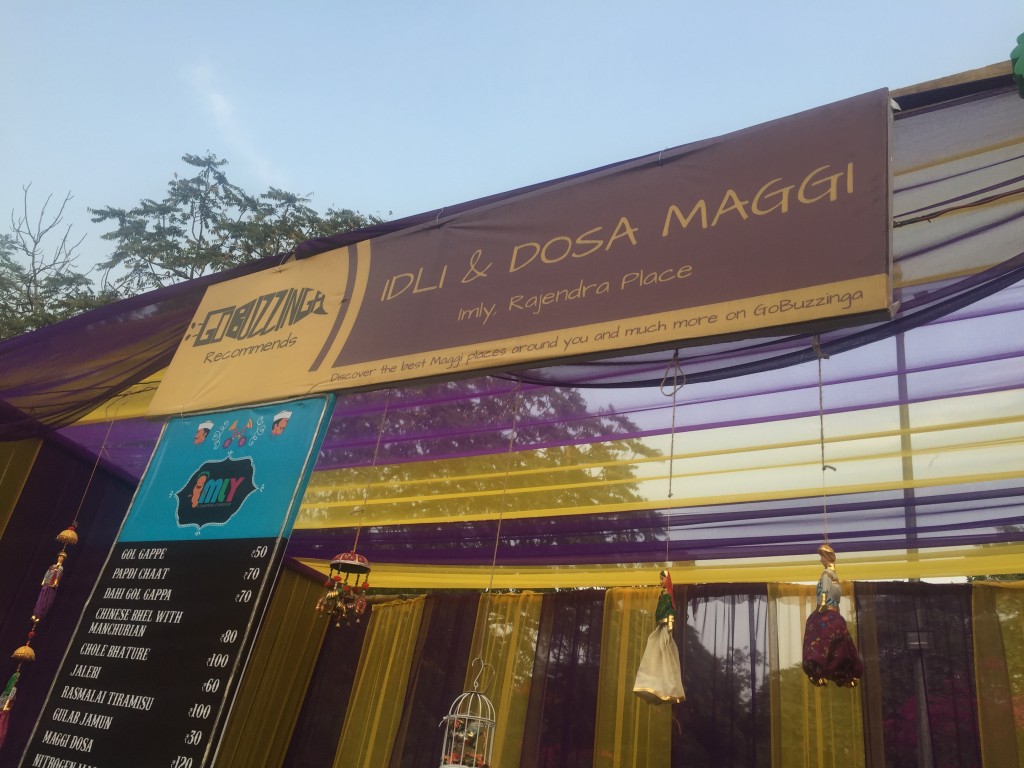 GOBUZZINGA
Recommends
IDLI & DOSA MAGGI
Imly, Rajendra Place
Discover the best Maggi places around you and much more on GoBuzzinga
imLY
GOL GAPPE ₹50
PAPDI CHAAT ₹70
DAHI GOL GAPPA ₹70
CHINESE BHEL WITH
MANCHURIAN ₹80
CHOLE BHATURE ₹100
JALEBI ₹60
RASMALAI TIRAMISU ₹100
GULAB JAMUN ₹30
MAGGI DOSA ₹120
NITROGEN